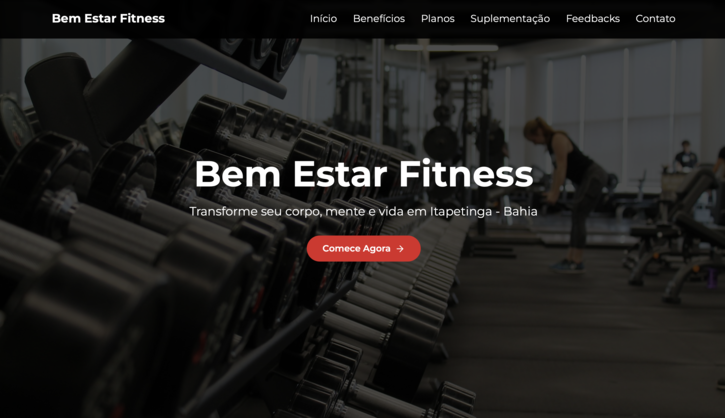 Bem Estar Fitness
Início Benefícios Planos Suplementação Feedbacks Contato
Bem Estar Fitness
Transforme seu corpo, mente e vida em Itapetinga - Bahia
Comece Agora →